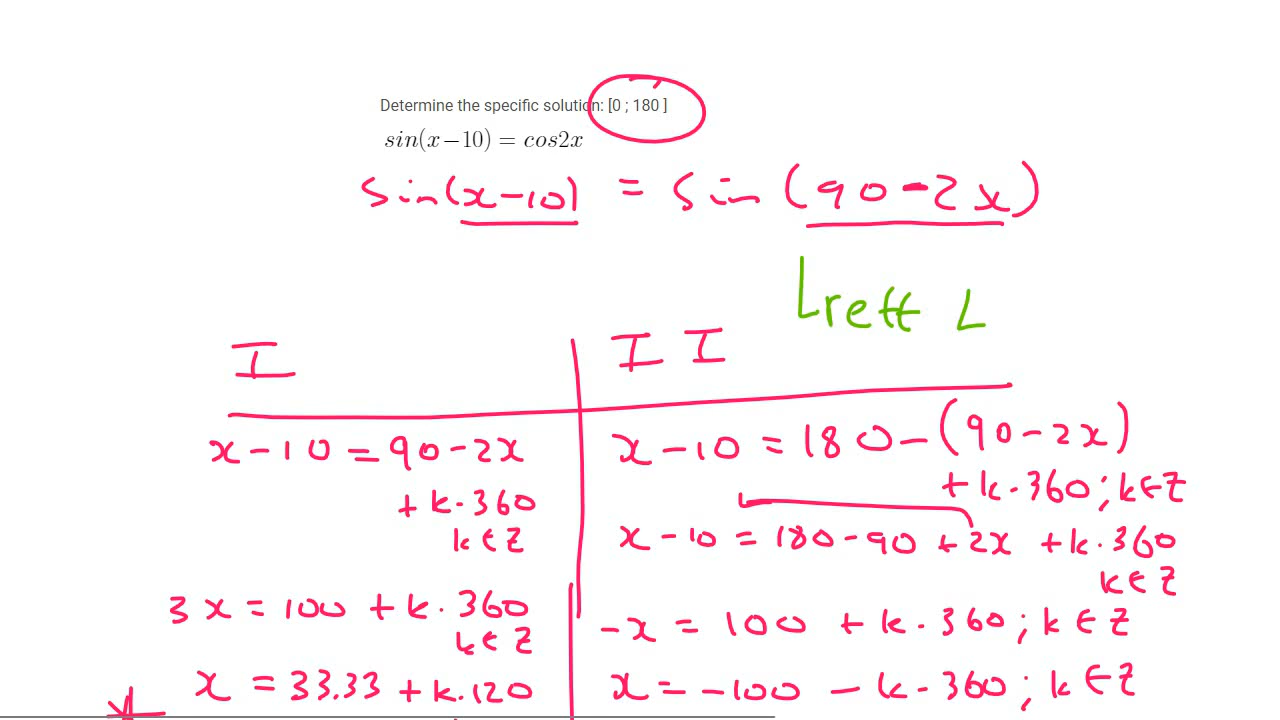 Determine the specific solution: [0 ; 180 ]
sin(x−10) = cos2x
sin(x-10) = sin(90-2x)
reff
I
II
x-10 = 90-2x
+k.360
k∈Z
3x = 100 +k.360
k∈Z
x = 33.33 +k.120
x-10 = 180-(90-2x)
+k.360; k∈Z
x-10 = 180-90+2x +k.360
k∈Z
-x = 100 +k.360; k∈Z
x = -100 -k.360; k∈Z